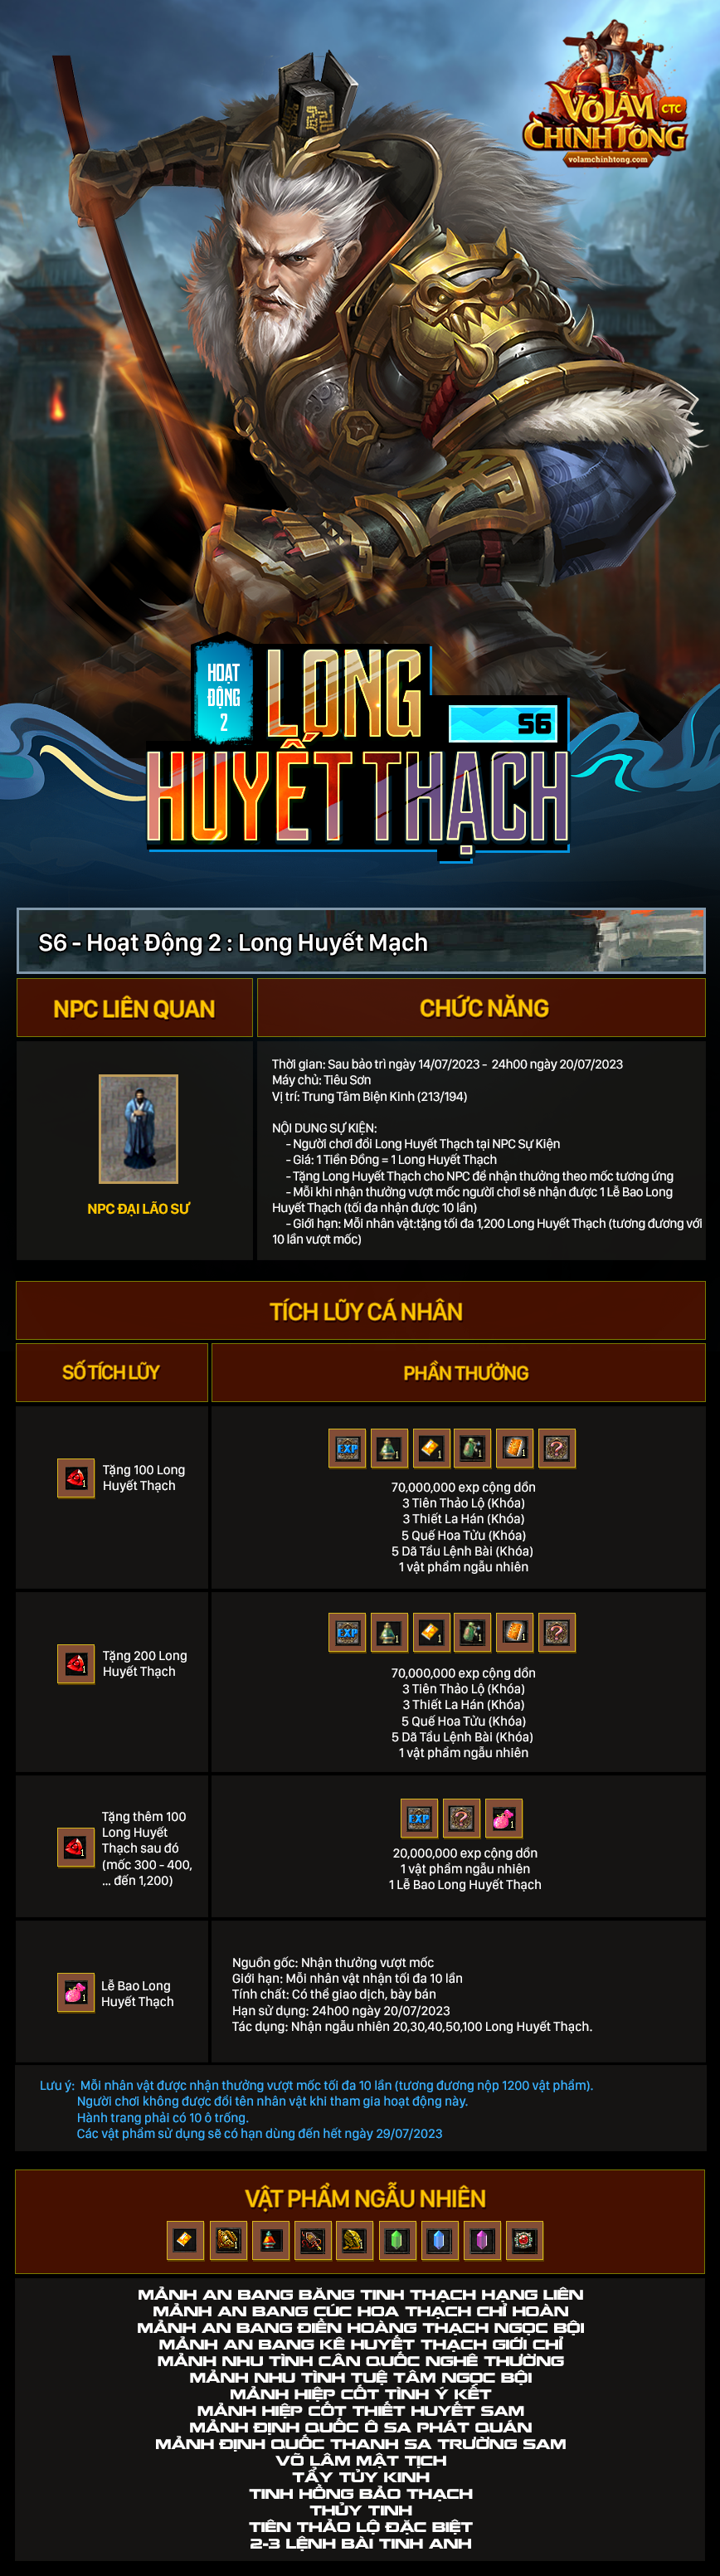 VÕ LÂM
CTC
CHÍNH TÔNG
volamchinhtong.com
HOẠT
ĐỘNG
2
LONG
S6
HUYẾT THẠCH
S6 - Hoạt Động 2 : Long Huyết Mạch
NPC LIÊN QUAN
CHỨC NĂNG
Thời gian: Sau bảo trì ngày 14/07/2023 - 24h00 ngày 20/07/2023
Máy chủ: Tiêu Sơn
Vị trí: Trung Tâm Biện Kinh (213/194)
NỘI DUNG SỰ KIỆN:
- Người chơi đổi Long Huyết Thạch tại NPC Sự Kiện
- Giá: 1 Tiền Đồng = 1 Long Huyết Thạch
- Tặng Long Huyết Thạch cho NPC để nhận thưởng theo mốc tương ứng
- Mỗi khi nhận thưởng vượt mốc người chơi sẽ nhận được 1 Lễ Bao Long
Huyết Thạch (tối đa nhận được 10 lần)
- Giới hạn: Mỗi nhân vật:tặng tối đa 1,200 Long Huyết Thạch (tương đương với
10 lần vượt mốc)
NPC ĐẠI LÃO SƯ
TÍCH LŨY CÁ NHÂN
SỐ TÍCH LŨY
PHẦN THƯỞNG
EXP 1 1 1 1 ?
1
Tặng 100 Long
Huyết Thạch
70,000,000 exp cộng dồn
3 Tiên Thảo Lộ (Khóa)
3 Thiết La Hán (Khóa)
5 Quế Hoa Tửu (Khóa)
5 Dã Tẩu Lệnh Bài (Khóa)
1 vật phẩm ngẫu nhiên
EXP 1 1 1 1 ?
1
Tặng 200 Long
Huyết Thạch
70,000,000 exp cộng dồn
3 Tiên Thảo Lộ (Khóa)
3 Thiết La Hán (Khóa)
5 Quế Hoa Tửu (Khóa)
5 Dã Tẩu Lệnh Bài (Khóa)
1 vật phẩm ngẫu nhiên
EXP ? 1
1
Tặng thêm 100
Long Huyết
Thạch sau đó
(mốc 300 - 400,
... đến 1,200)
20,000,000 exp cộng dồn
1 vật phẩm ngẫu nhiên
1 Lễ Bao Long Huyết Thạch
1
Lễ Bao Long
Huyết Thạch
Nguồn gốc: Nhận thưởng vượt mốc
Giới hạn: Mỗi nhân vật nhận tối đa 10 lần
Tính chất: Có thể giao dịch, bày bán
Hạn sử dụng: 24h00 ngày 20/07/2023
Tác dụng: Nhận ngẫu nhiên 20,30,40,50,100 Long Huyết Thạch.
Lưu ý: Mỗi nhân vật được nhận thưởng vượt mốc tối đa 10 lần (tương đương nộp 1200 vật phẩm).
Người chơi không được đổi tên nhân vật khi tham gia hoạt động này.
Hành trang phải có 10 ô trống.
Các vật phẩm sử dụng sẽ có hạn dùng đến hết ngày 29/07/2023
VẬT PHẨM NGẪU NHIÊN
MẢNH AN BANG BĂNG TINH THẠCH HẠNG LIÊN
MẢNH AN BANG CÚC HOA THẠCH CHỈ HOÀN
MẢNH AN BANG ĐIỀN HOÀNG THẠCH NGỌC BỘI
MẢNH AN BANG KÊ HUYẾT THẠCH GIỚI CHỈ
MẢNH NHU TÌNH CÂN QUỐC NGHÊ THƯỜNG
MẢNH NHU TÌNH TUỆ TÂM NGỌC BỘI
MẢNH HIỆP CỐT TÌNH Ý KẾT
MẢNH HIỆP CỐT THIẾT HUYẾT SAM
MẢNH ĐỊNH QUỐC Ô SA PHÁT QUÁN
MẢNH ĐỊNH QUỐC THANH SA TRƯỜNG SAM
VÕ LÂM MẬT TỊCH
TẨY TỦY KINH
TINH HỒNG BẢO THẠCH
THỦY TINH
TIÊN THẢO LỘ ĐẶC BIỆT
2-3 LỆNH BÀI TINH ANH